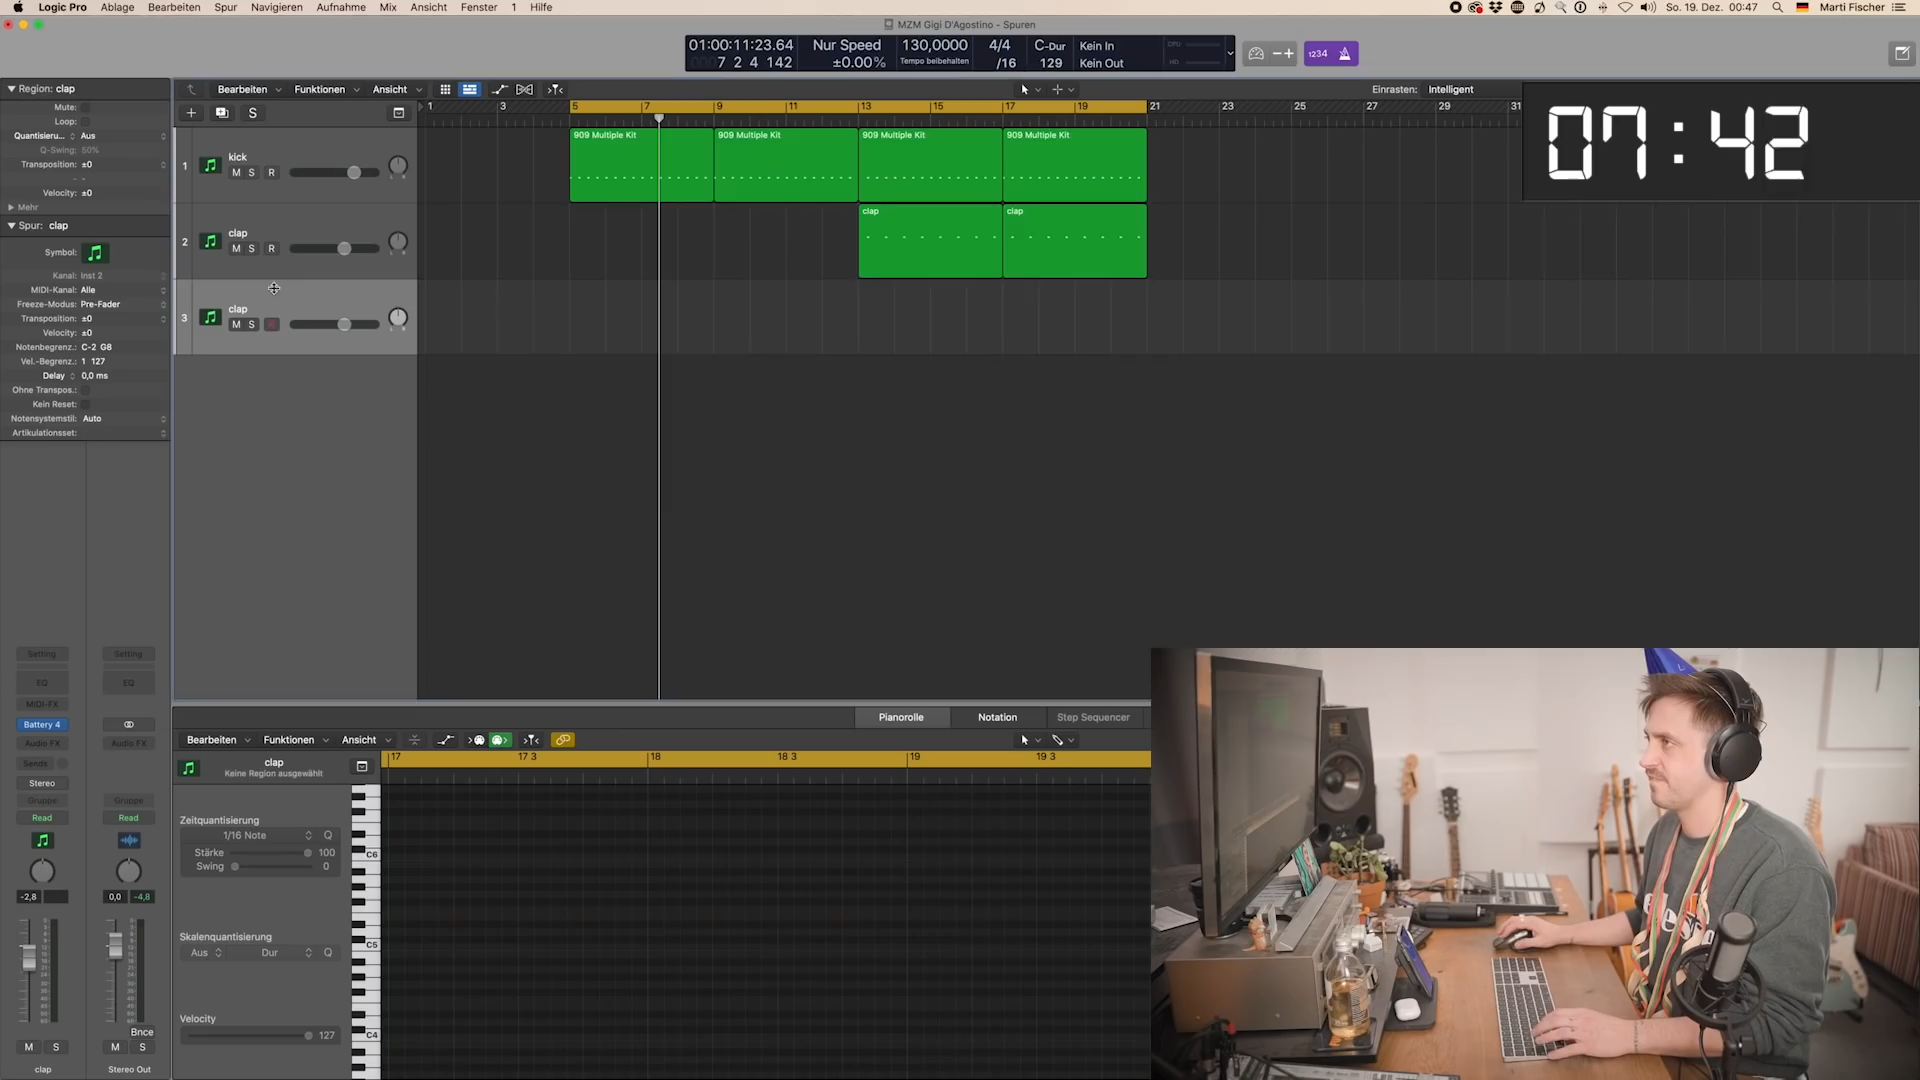 Logic Pro Ablage Bearbeiten Spur Navigieren Aufnahme Mix Ansicht Fenster 1 Hilfe
So. 19. Dez. 00:47 Marti Fischer
MZM Gigi D'Agostino - Spuren
01:00:11:23.64 Nur Speed 130,0000 4/4 C-Dur Kein In
7 2 4 142 ±0.00% Tempo beibehalten /16 129 Kein Out
CPU
HD
1234
Region: clap
Mute:
Loop:
Quantisieru... Aus
Q-Swing: 50%
Transposition: ±0
Velocity: ±0
Mehr
Spur: clap
Symbol:
Kanal: Inst 2
MIDI-Kanal: Alle
Freeze-Modus: Pre-Fader
Transposition: ±0
Velocity: ±0
Notenbegrenz.: C-2 G8
Vel.-Begrenz.: 1 127
Delay 0,0 ms
Ohne Transpos.:
Kein Reset:
Notensystemstil: Auto
Artikulationsset:
Bearbeiten Funktionen Ansicht
Einrasten: Intelligent
S
1 3 5 7 9 11 13 15 17 19 21 23 25 27 29 31
07:42
1 kick
M S R
909 Multiple Kit 909 Multiple Kit 909 Multiple Kit 909 Multiple Kit
2 clap
M S R
clap clap
3 clap
M S R
Setting Setting
EQ EQ
MIDI-FX
Battery 4
Audio FX Audio FX
Sends
Stereo
Gruppe Gruppe
Read Read
-2,8 0,0 -4,8
Bnce
M S M S
clap Stereo Out
Pianorolle Notation Step Sequencer
Bearbeiten Funktionen Ansicht
17 17 3 18 18 3 19 19 3
clap
Keine Region ausgewählt
Zeitquantisierung
1/16 Note Q
Stärke 100
Swing 0
Skalenquantisierung
Aus Dur Q
Velocity
127
C6
C5
C4